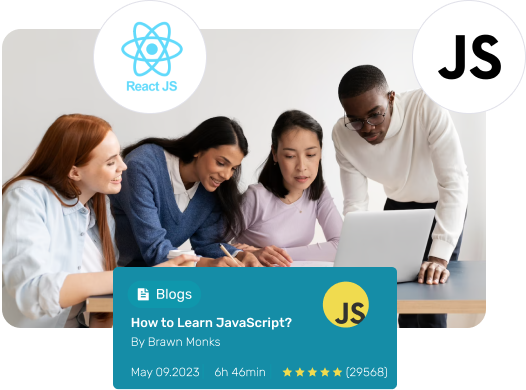 React JS
JS
Blogs
JS
How to Learn JavaScript?
By Brawn Monks
May 09.2023 6h 46min ★★★★★ (29568)